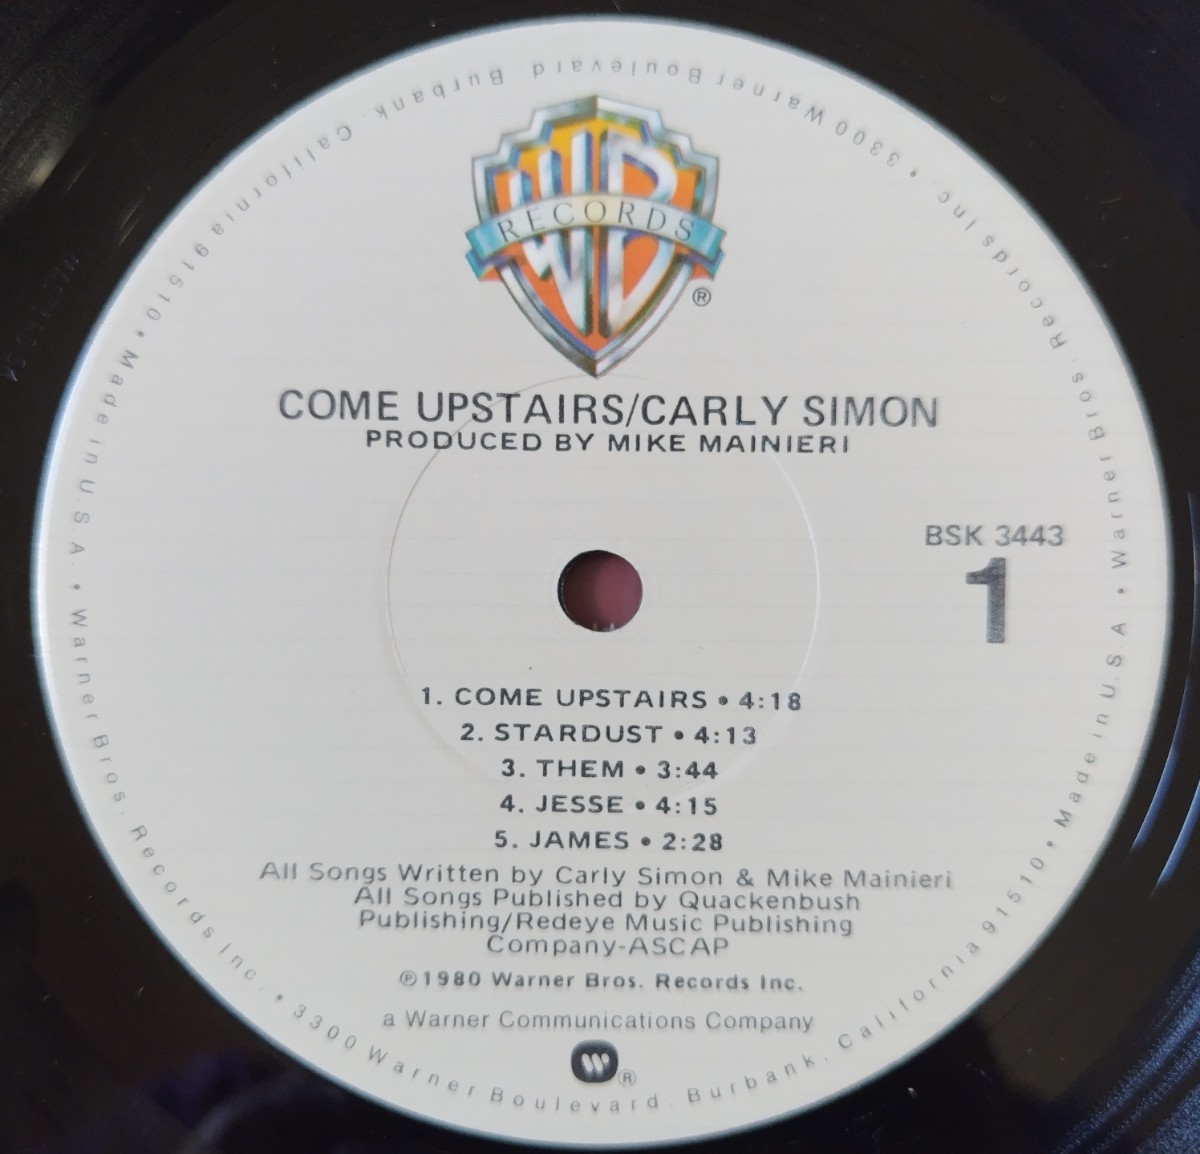 RECORDS
®
COME UPSTAIRS/CARLY SIMON
PRODUCED BY MIKE MAINIERI
BSK 3443
1
1. COME UPSTAIRS • 4:18
2. STARDUST • 4:13
3. THEM • 3:44
4. JESSE • 4:15
5. JAMES • 2:28
All Songs Written by Carly Simon & Mike Mainieri
All Songs Published by Quackenbush
Publishing/Redeye Music Publishing
Company-ASCAP
℗1980 Warner Bros. Records Inc.
a Warner Communications Company
®
Warner Bros. Records Inc. • 3300 Warner Boulevard, Burbank, California 91510 • Made in U.S.A. • Warner Bros. Records Inc. • 3300 Warner Boulevard, Burbank, California 91510 • Made in U.S.A. •